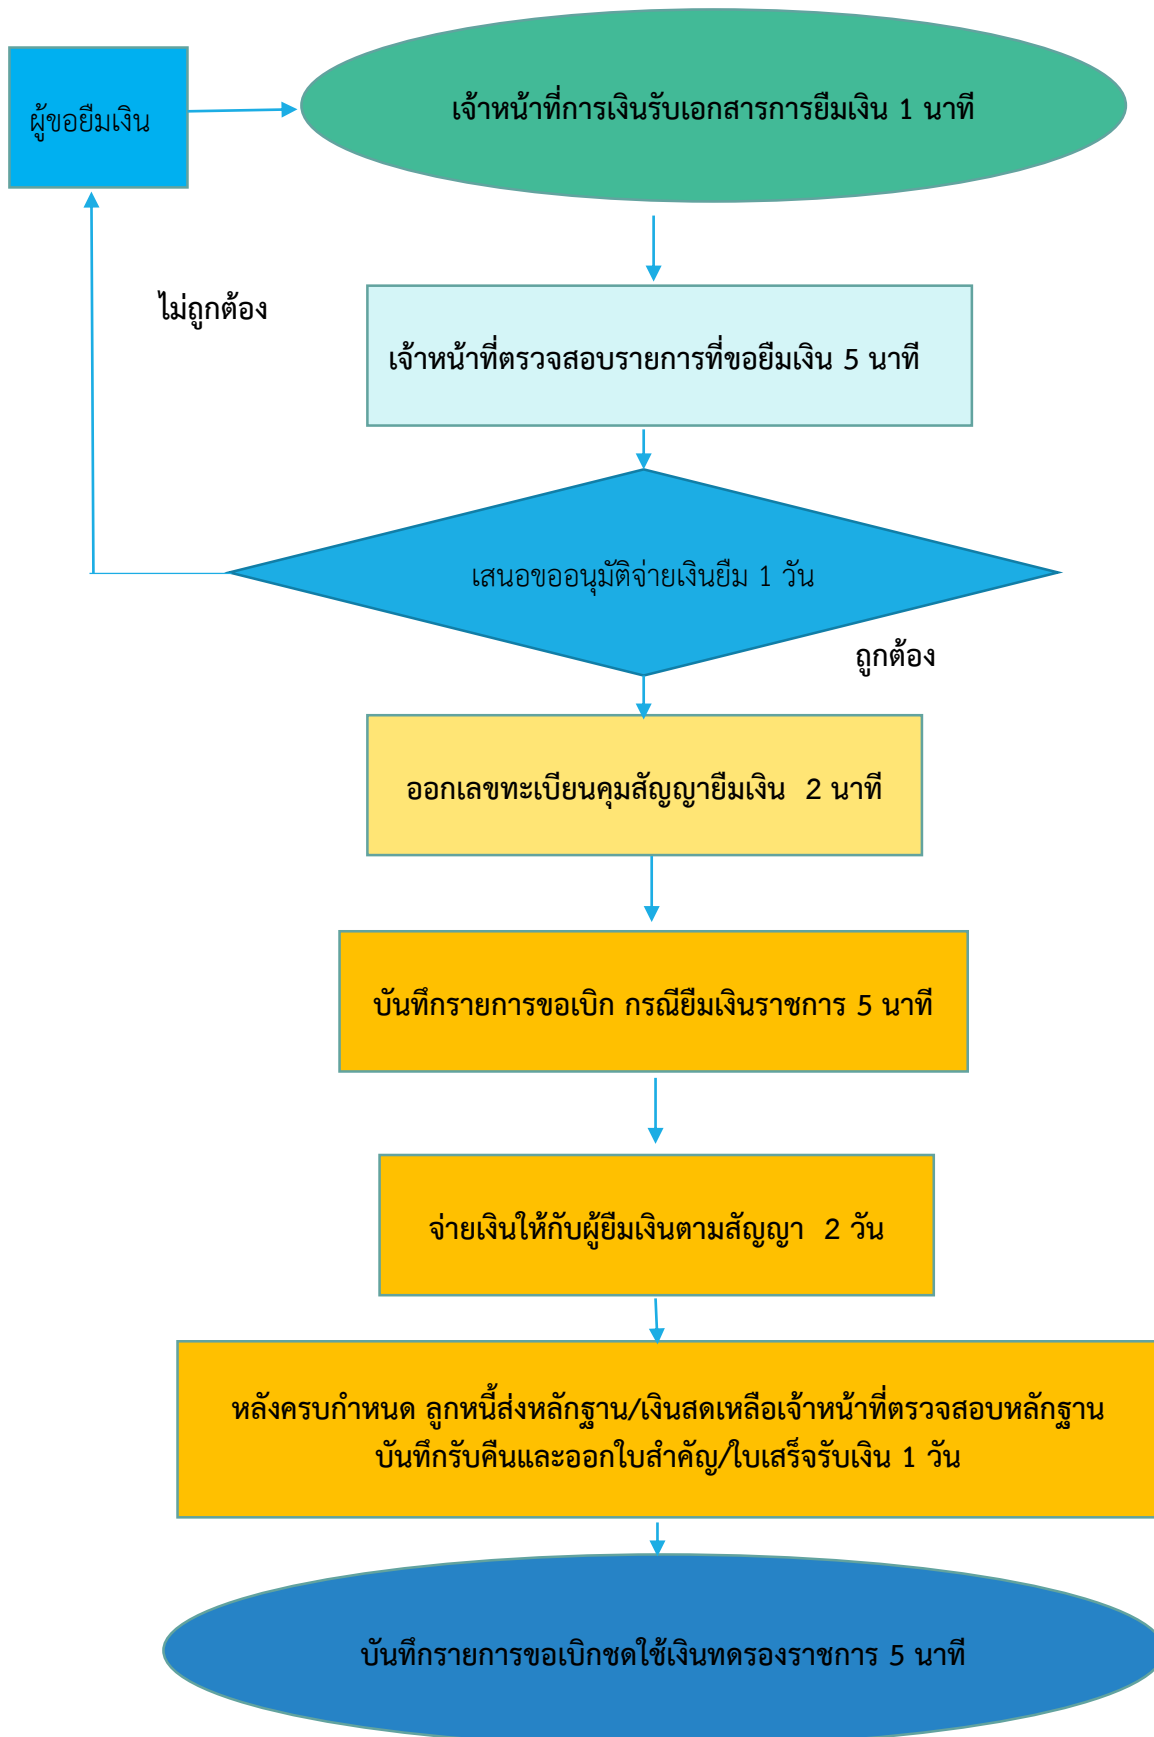 ผู้ขอยืมเงิน
เจ้าหน้าที่การเงินรับเอกสารการยืมเงิน 1 นาที
ไม่ถูกต้อง
เจ้าหน้าที่ตรวจสอบรายการที่ขอยืมเงิน 5 นาที
เสนอขออนุมัติจ่ายเงินยืม 1 วัน
ถูกต้อง
ออกเลขทะเบียนคุมสัญญายืมเงิน 2 นาที
บันทึกรายการขอเบิก กรณียืมเงินราชการ 5 นาที
จ่ายเงินให้กับผู้ยืมเงินตามสัญญา 2 วัน
หลังครบกำหนด ลูกหนี้ส่งหลักฐาน/เงินสดเหลือเจ้าหน้าที่ตรวจสอบหลักฐาน
บันทึกรับคืนและออกใบสำคัญ/ใบเสร็จรับเงิน 1 วัน
บันทึกรายการขอเบิกชดใช้เงินทดรองราชการ 5 นาที